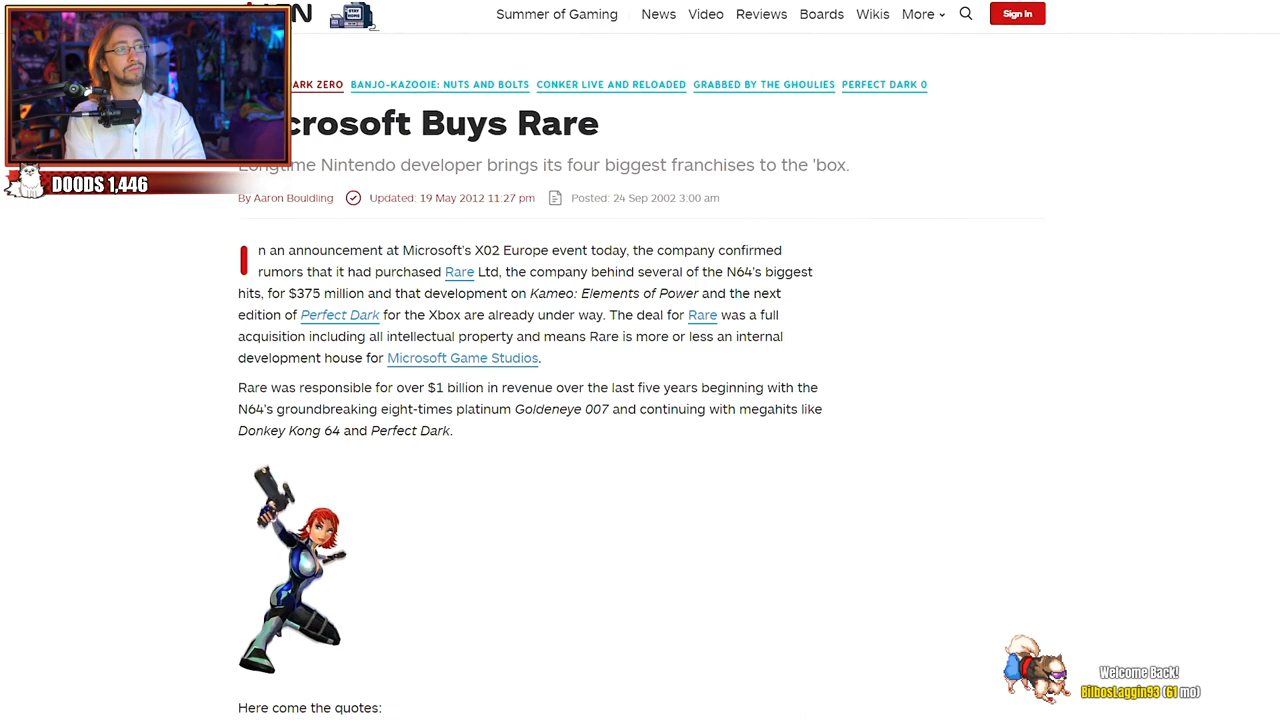 Summer of Gaming News Video Reviews Boards Wikis More Sign In
STAY HOME
ARK ZERO BANJO-KAZOOIE: NUTS AND BOLTS CONKER LIVE AND RELOADED GRABBED BY THE GHOULIES PERFECT DARK 0
crosoft Buys Rare
Longtime Nintendo developer brings its four biggest franchises to the 'box.
DOODS 1,446
By Aaron Bouldling Updated: 19 May 2012 11:27 pm Posted: 24 Sep 2002 3:00 am
In an announcement at Microsoft's X02 Europe event today, the company confirmed
rumors that it had purchased Rare Ltd, the company behind several of the N64's biggest
hits, for $375 million and that development on Kameo: Elements of Power and the next
edition of Perfect Dark for the Xbox are already under way. The deal for Rare was a full
acquisition including all intellectual property and means Rare is more or less an internal
development house for Microsoft Game Studios.
Rare was responsible for over $1 billion in revenue over the last five years beginning with the
N64's groundbreaking eight-times platinum Goldeneye 007 and continuing with megahits like
Donkey Kong 64 and Perfect Dark.
Welcome Back!
BilbosLaggin93 (61 mo)
Here come the quotes: